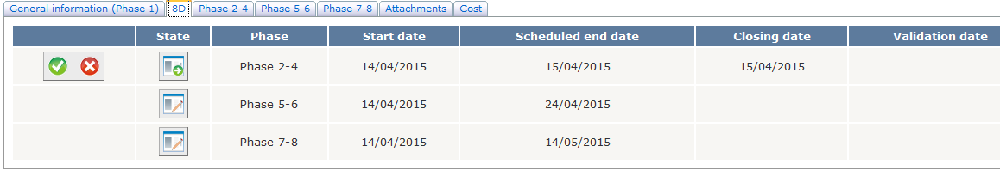 General information (Phase 1) 8D Phase 2-4 Phase 5-6 Phase 7-8 Attachments Cost
State Phase Start date Scheduled end date Closing date Validation date
Phase 2-4 14/04/2015 15/04/2015 15/04/2015
Phase 5-6 14/04/2015 24/04/2015
Phase 7-8 14/04/2015 14/05/2015